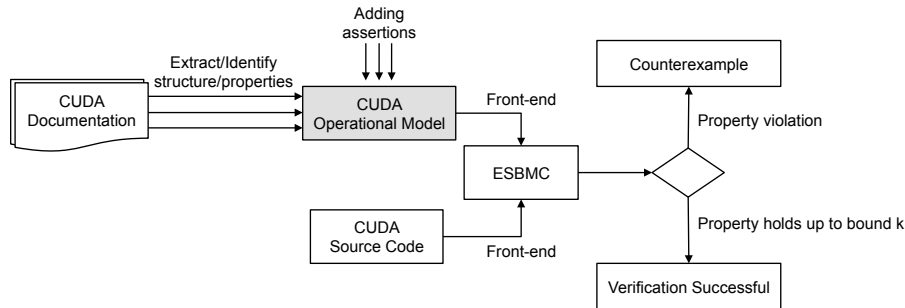 Adding
assertions
Extract/Identify
structure/properties
CUDA
Documentation
CUDA
Operational Model
Front-end
Counterexample
Property violation
ESBMC
CUDA
Source Code
Front-end
Property holds up to bound k
Verification Successful